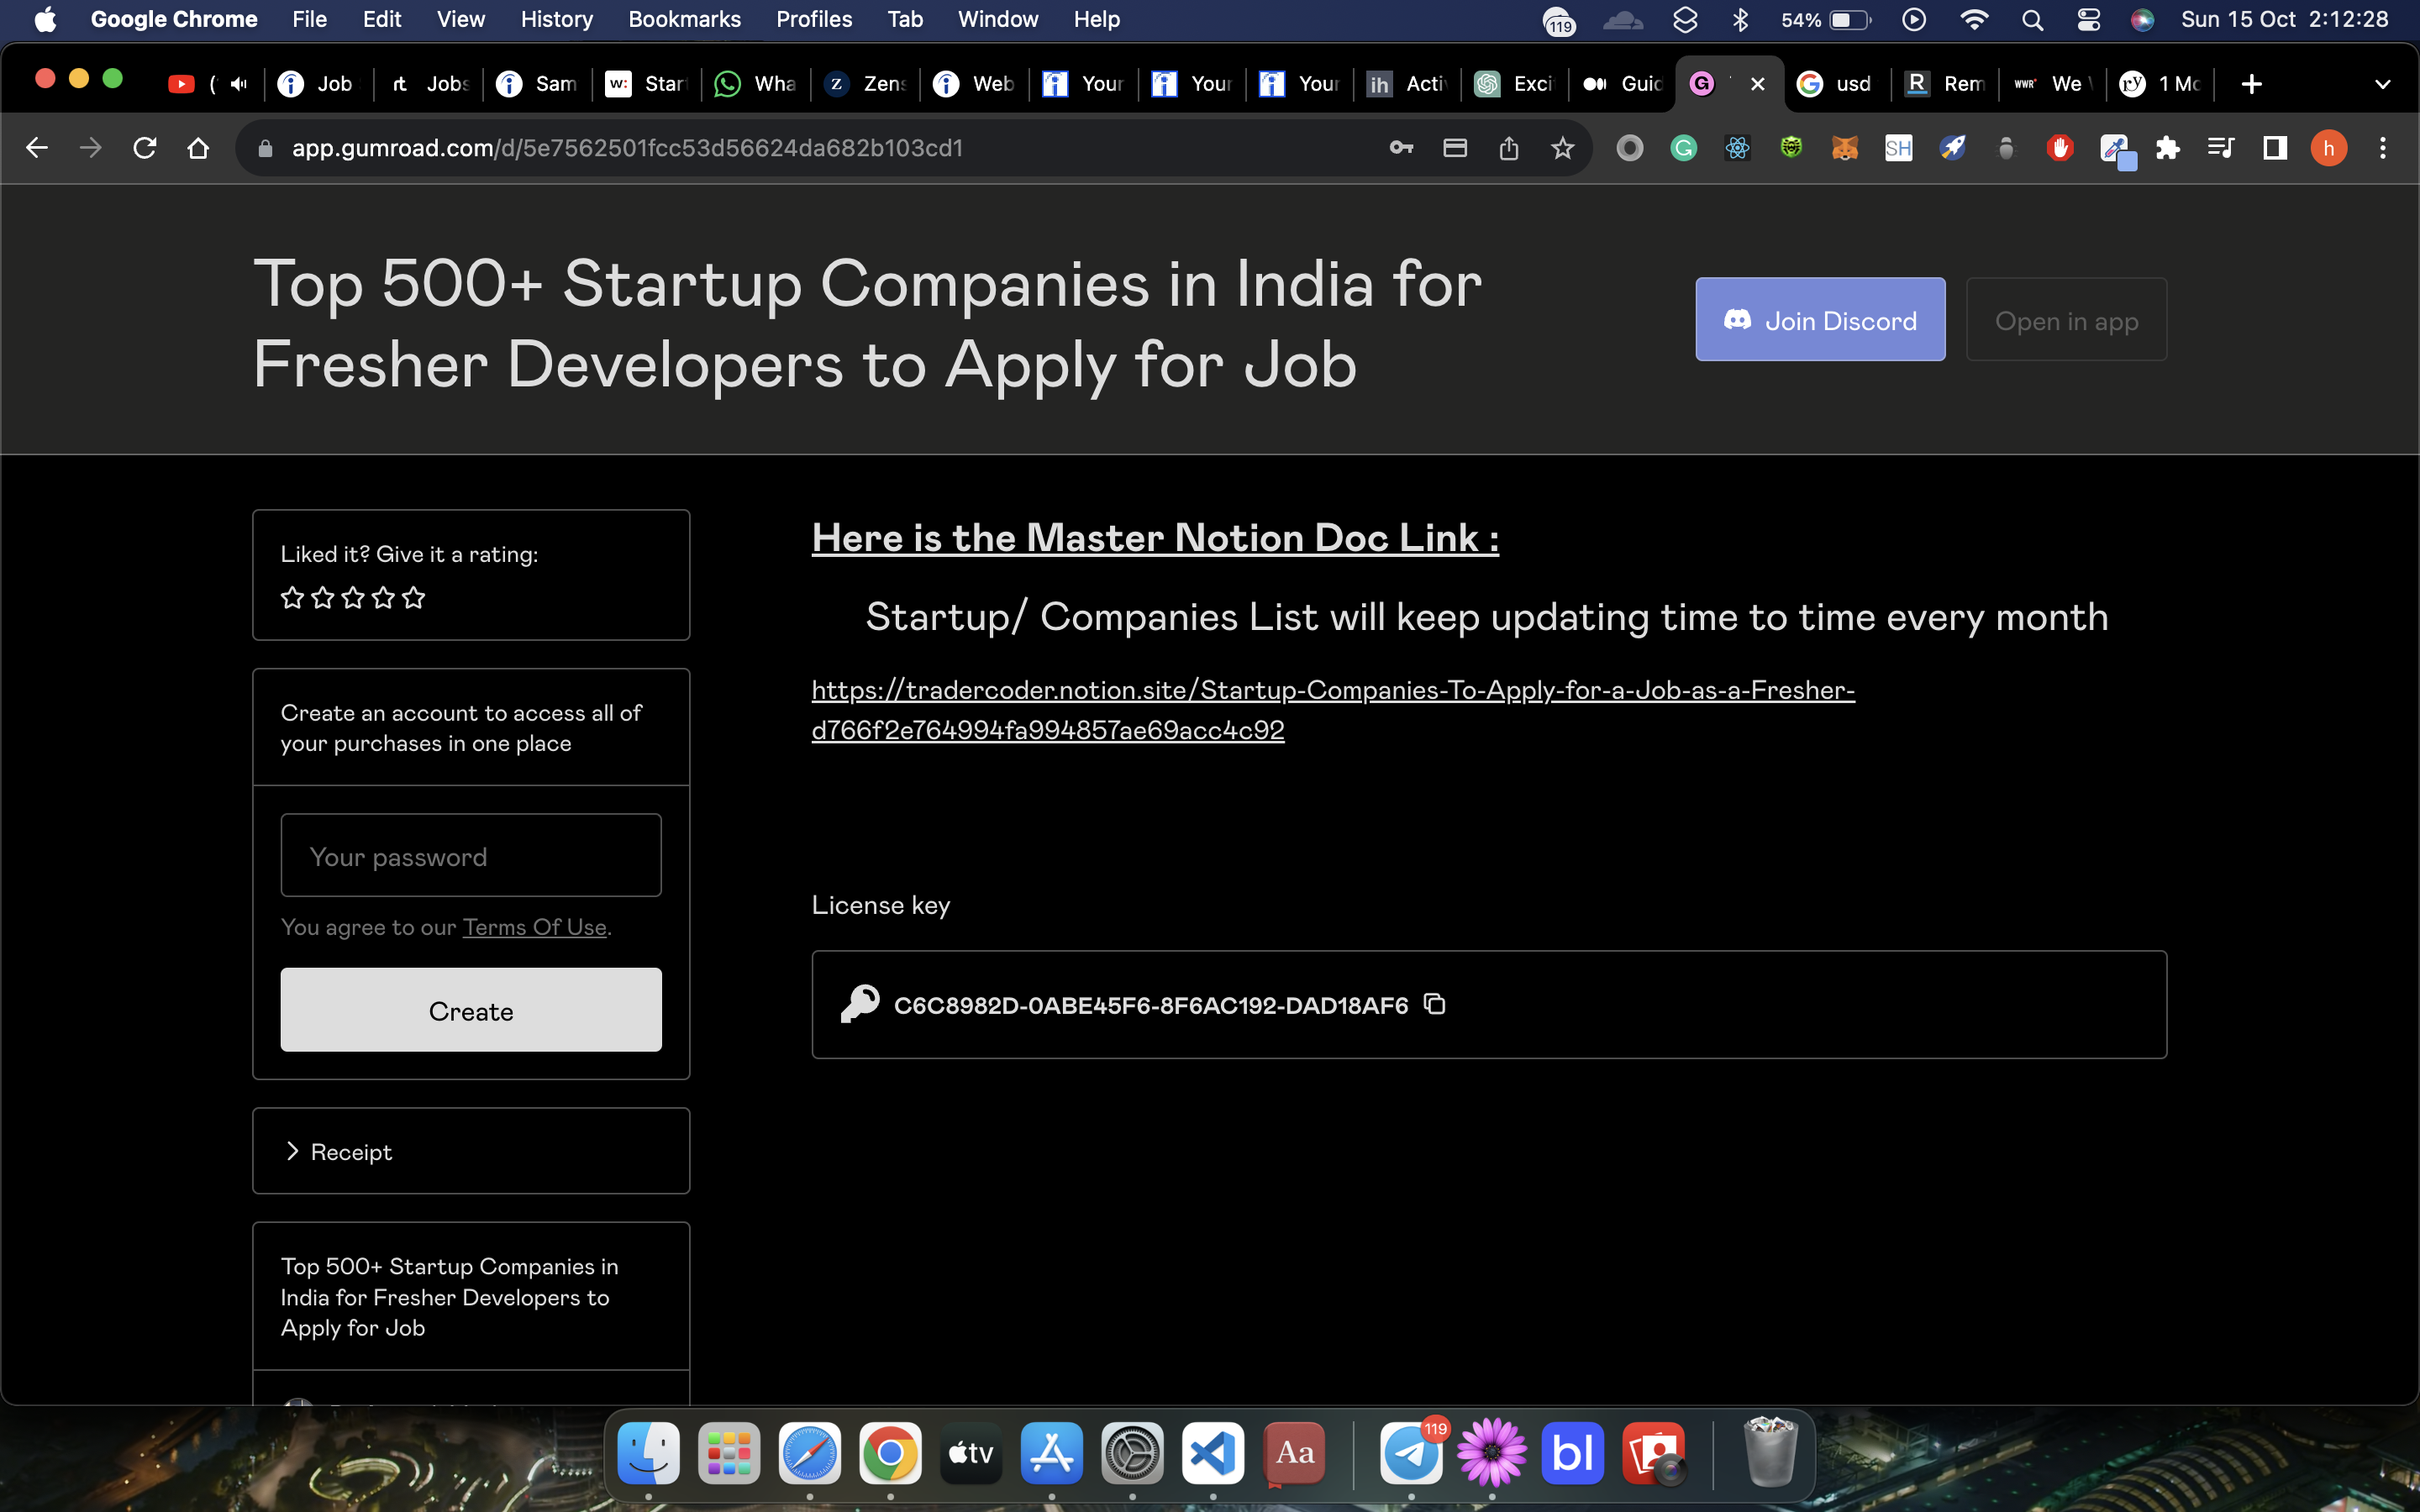 Google Chrome File Edit View History Bookmarks Profiles Tab Window Help 119 54% Sun 15 Oct 2:12:28
( Job rt Jobs Sam w: Star Wha Z Zens Web Your Your Your ih Activ Exci Guid G usd R Rem WWR We ry 1 Mo
app.gumroad.com/d/5e7562501fcc53d56624da682b103cd1 SH h
Top 500+ Startup Companies in India for
Fresher Developers to Apply for Job
Join Discord
Open in app
Liked it? Give it a rating:
Create an account to access all of
your purchases in one place
Your password
You agree to our Terms Of Use.
Create
Receipt
Top 500+ Startup Companies in
India for Fresher Developers to
Apply for Job
Here is the Master Notion Doc Link :
Startup/ Companies List will keep updating time to time every month
https://tradercoder.notion.site/Startup-Companies-To-Apply-for-a-Job-as-a-Fresher-
d766f2e764994fa994857ae69acc4c92
License key
C6C8982D-0ABE45F6-8F6AC192-DAD18AF6
tv Aa 119 bl